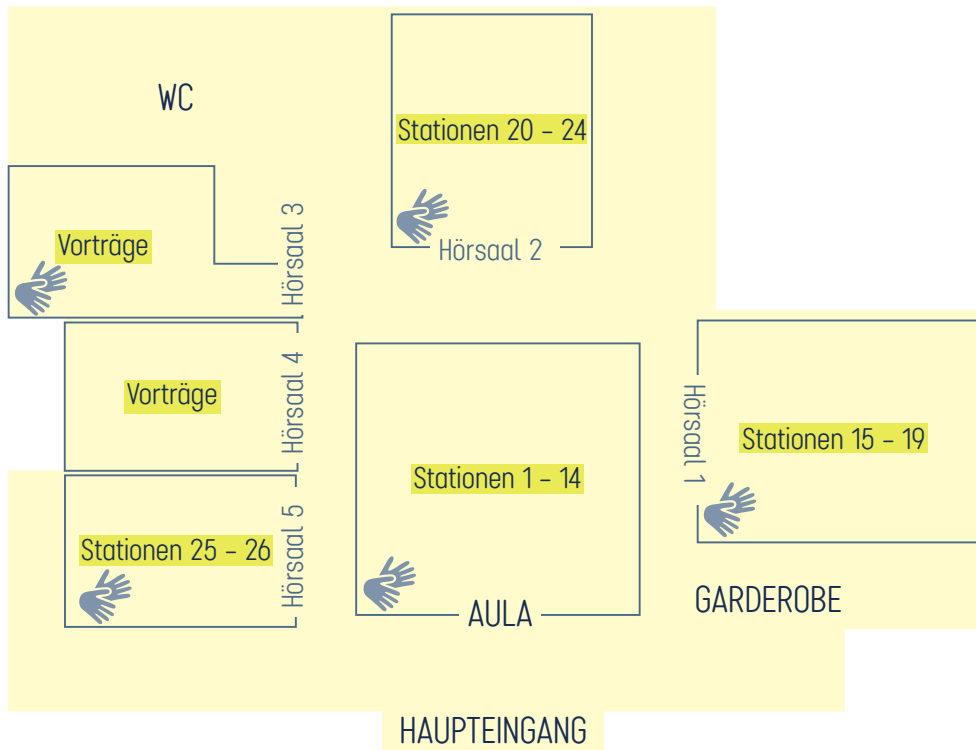 WC
Stationen 20 – 24
Hörsaal 2
Vorträge
Hörsaal 3
Vorträge
Hörsaal 4
Stationen 25 – 26
Hörsaal 5
Stationen 1 – 14
AULA
Hörsaal 1
Stationen 15 – 19
GARDEROBE
HAUPTEINGANG